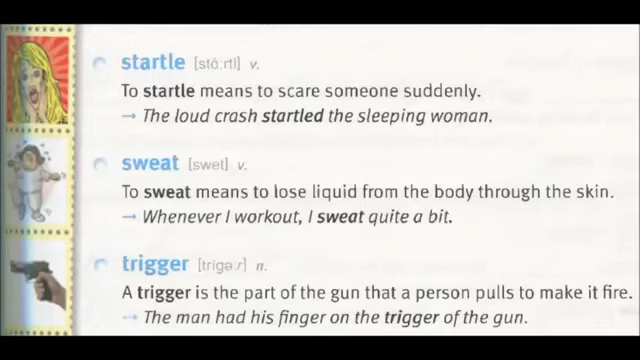 startle [stá:rtl] v.
To startle means to scare someone suddenly.
→ The loud crash startled the sleeping woman.
sweat [swet] v.
To sweat means to lose liquid from the body through the skin.
→ Whenever I workout, I sweat quite a bit.
trigger [trígə:r] n.
A trigger is the part of the gun that a person pulls to make it fire.
→ The man had his finger on the trigger of the gun.